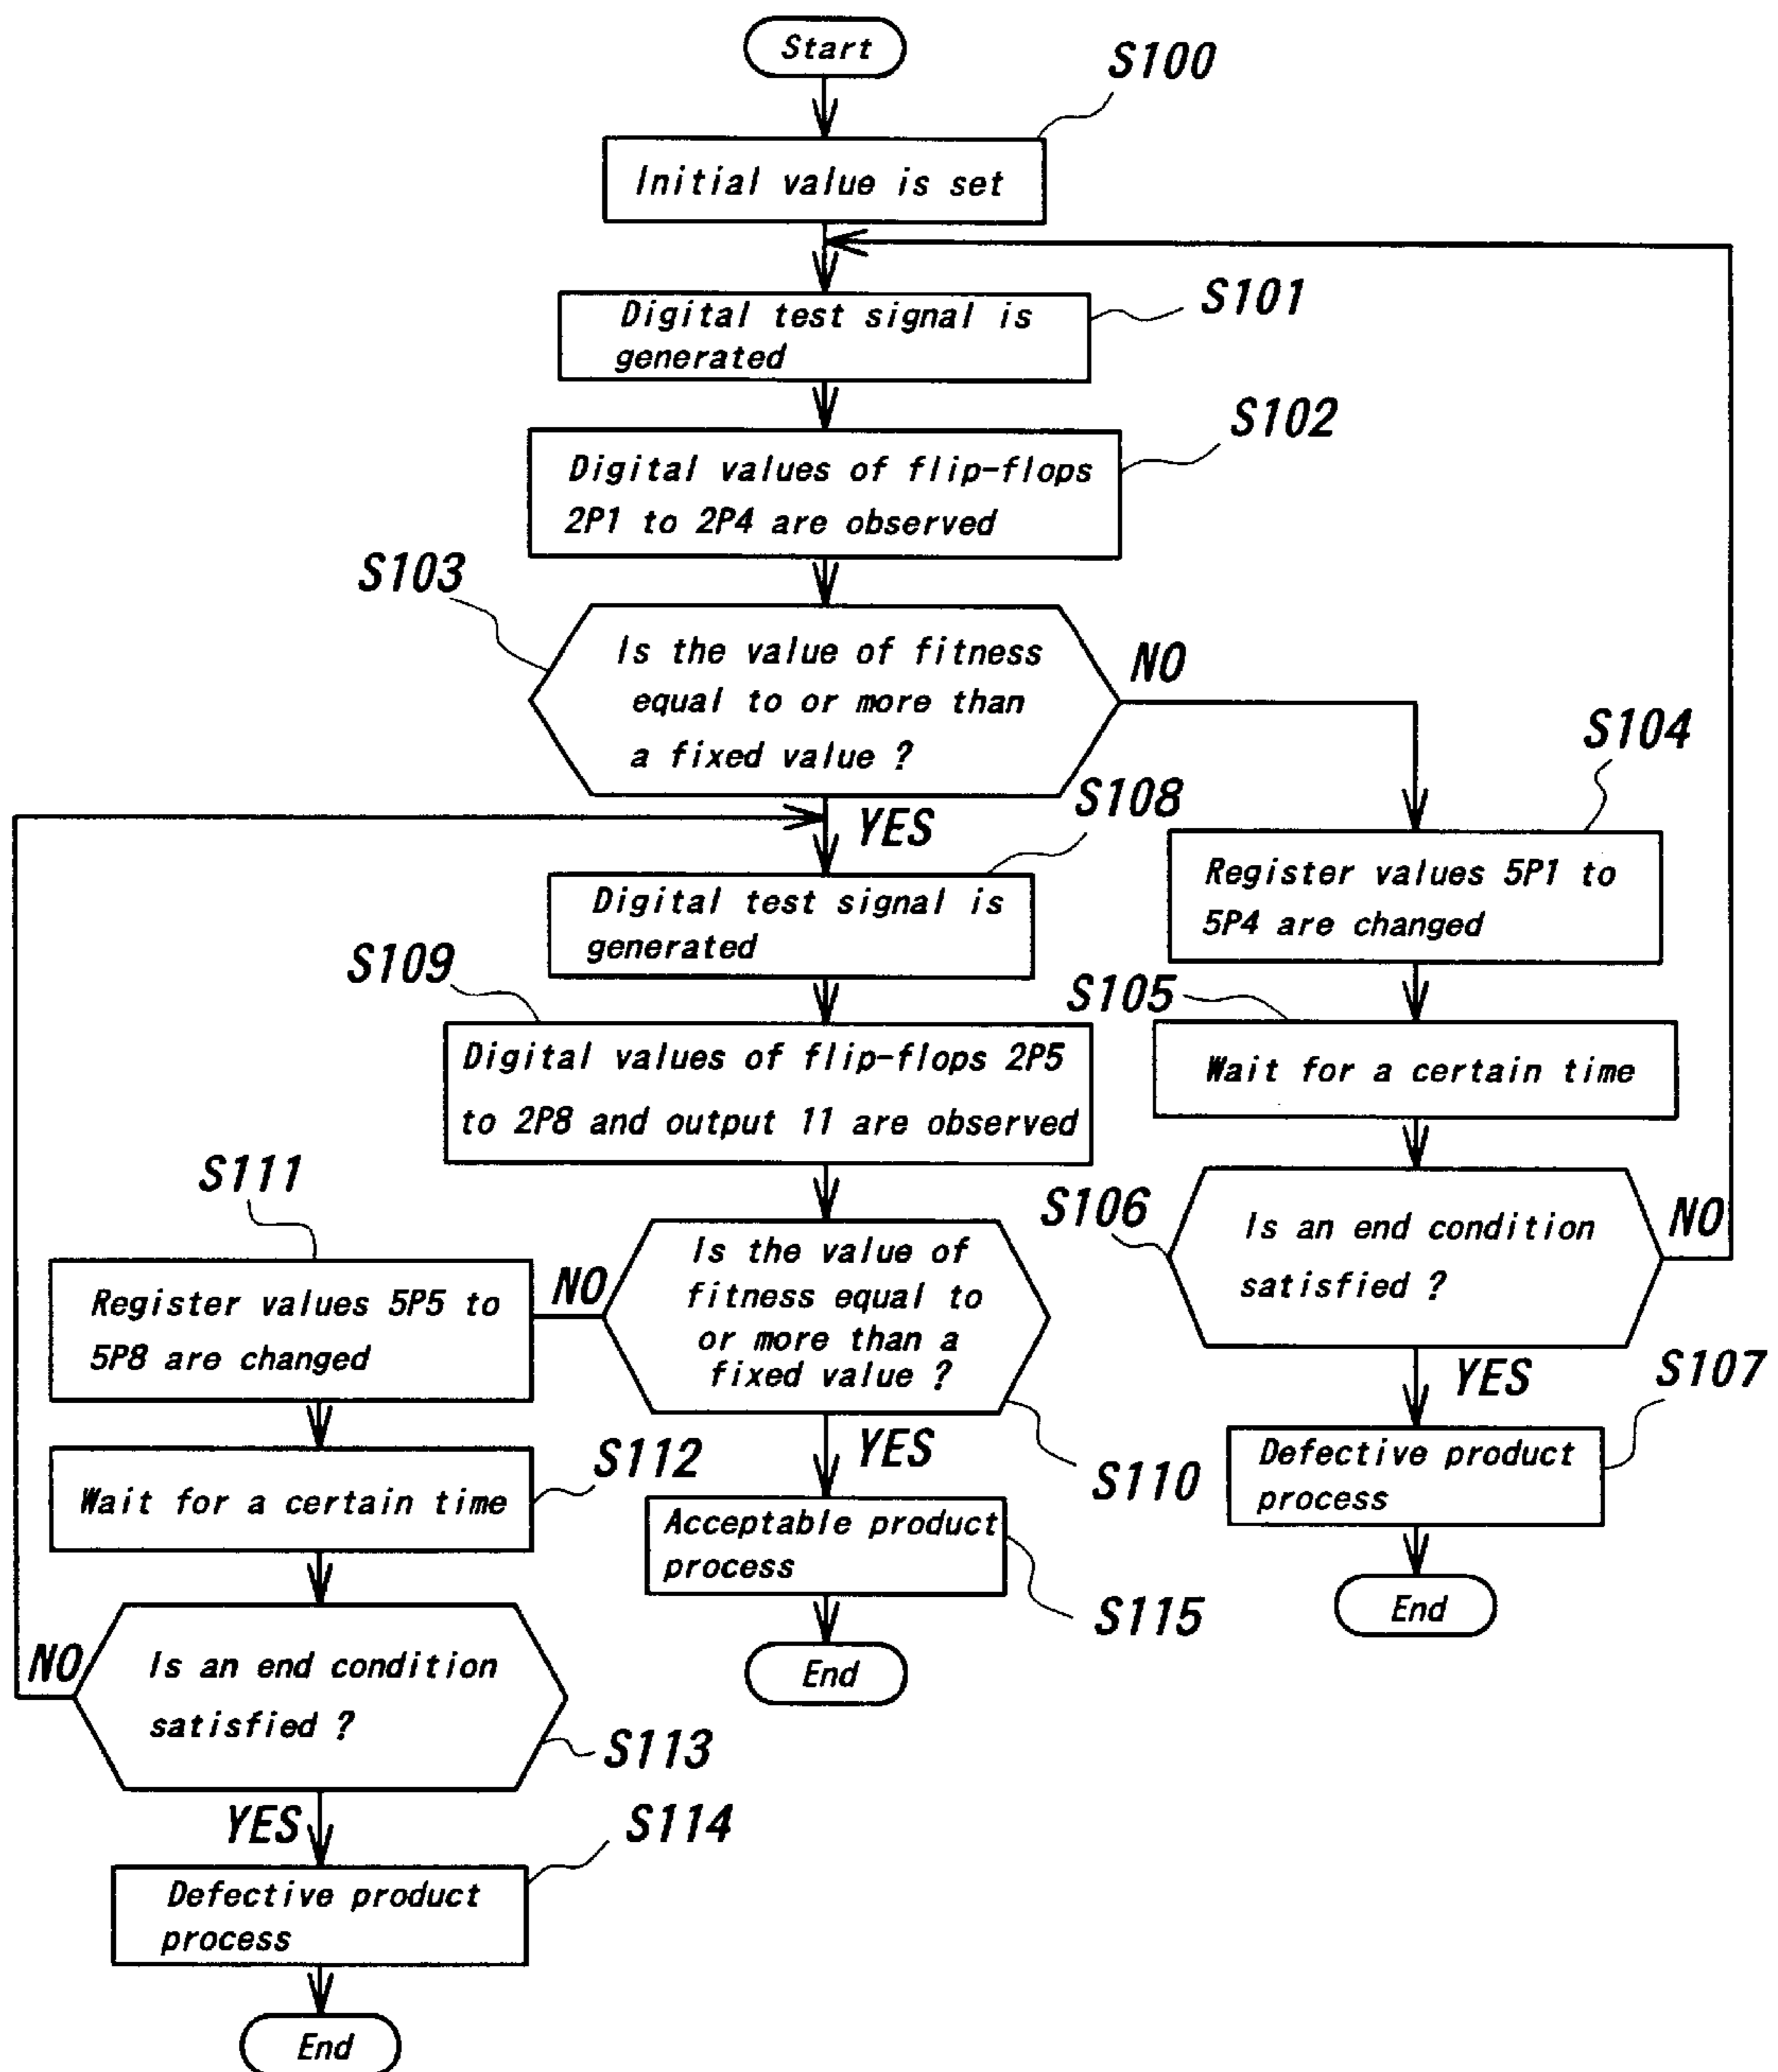 Start
S100
Initial value is set
S101
Digital test signal is
generated
S102
Digital values of flip-flops
2P1 to 2P4 are observed
S103
Is the value of fitness
equal to or more than
a fixed value ?
NO
YES
S104
Register values 5P1 to
5P4 are changed
S105
Wait for a certain time
S106
Is an end condition
satisfied ?
NO
YES
S107
Defective product
process
End
S108
Digital test signal is
generated
S109
Digital values of flip-flops 2P5
to 2P8 and output 11 are observed
S110
Is the value of
fitness equal to
or more than a
fixed value ?
NO
YES
S111
Register values 5P5 to
5P8 are changed
S112
Wait for a certain time
S113
Is an end condition
satisfied ?
NO
YES
S114
Defective product
process
End
S115
Acceptable product
process
End